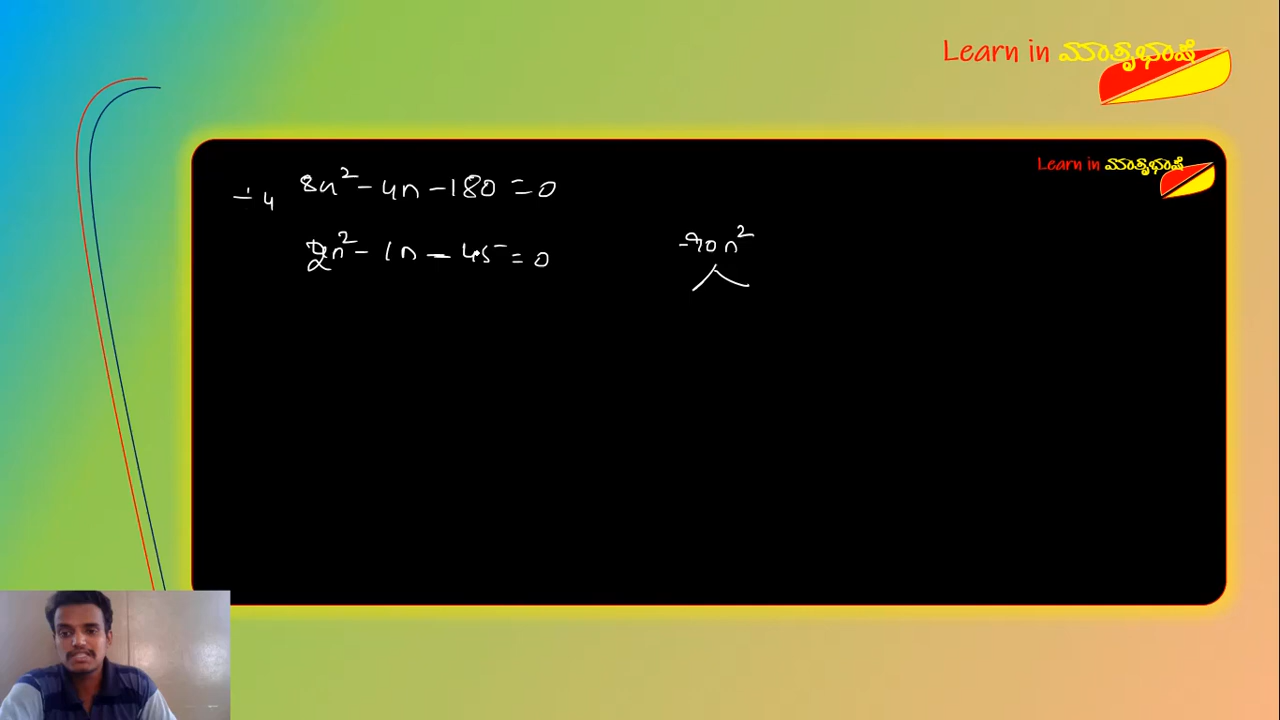 Learn in ಮಾತೃಭಾಷೆ
Learn in ಮಾತೃಭಾಷೆ
÷4 8n² - 4n - 180 = 0
2n² - 1n - 45 = 0
-90n²